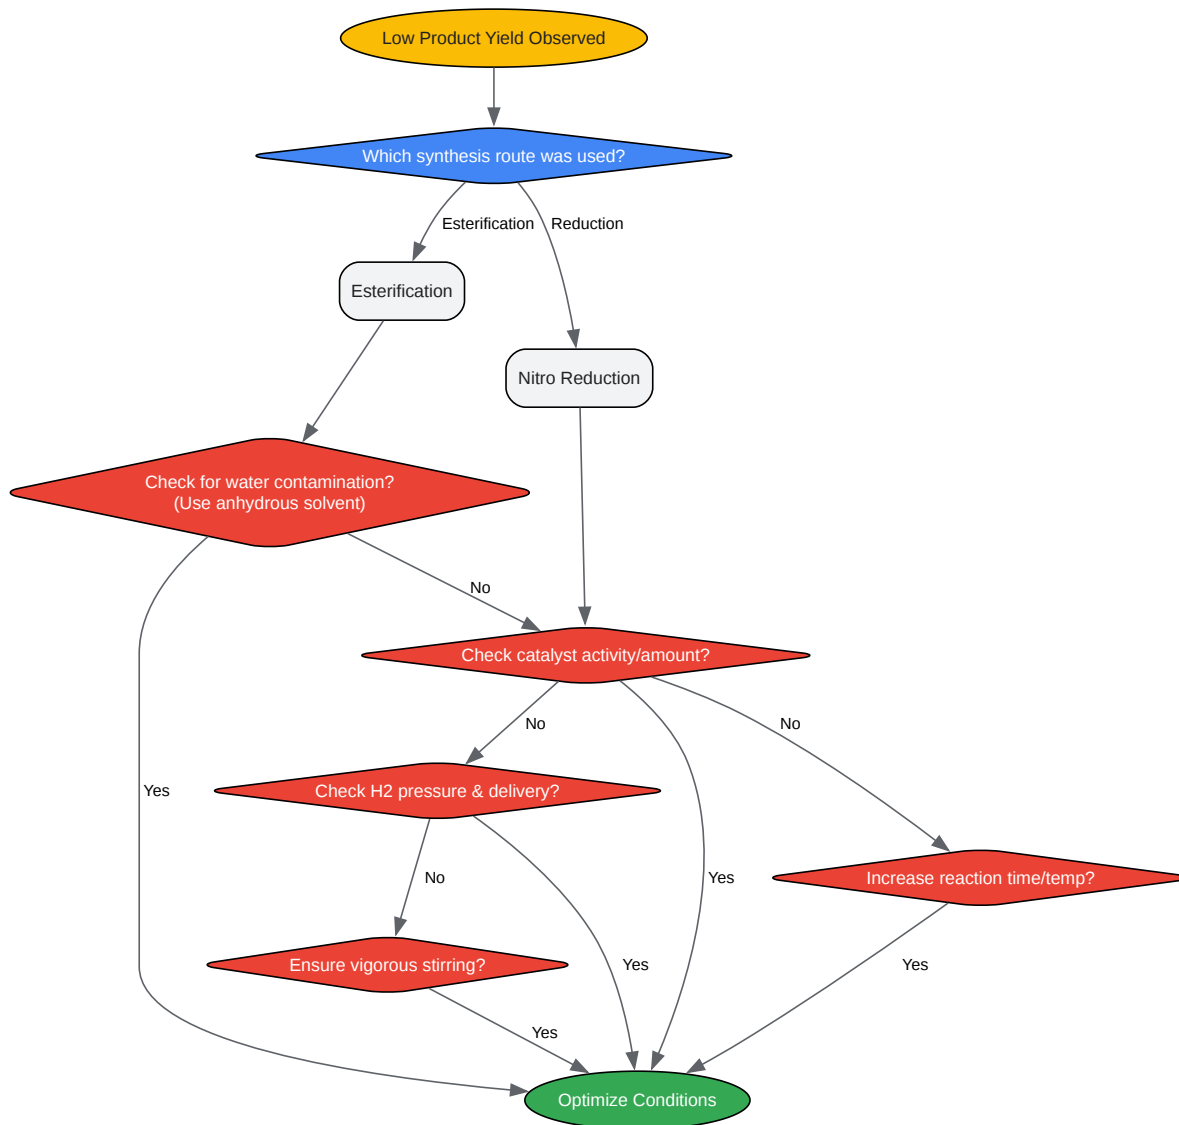 Low Product Yield Observed
Which synthesis route was used?
Esterification
Reduction
Esterification
Nitro Reduction
Check for water contamination?
(Use anhydrous solvent)
No
Check catalyst activity/amount?
No
No
Check H2 pressure & delivery?
Yes
No
Yes
Increase reaction time/temp?
Ensure vigorous stirring?
Yes
Yes
Yes
Optimize Conditions